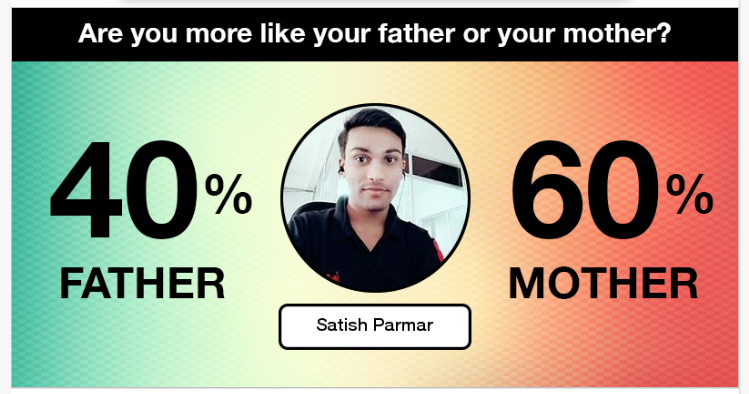 Are you more like your father or your mother?
40%
FATHER
60%
MOTHER
Satish Parmar